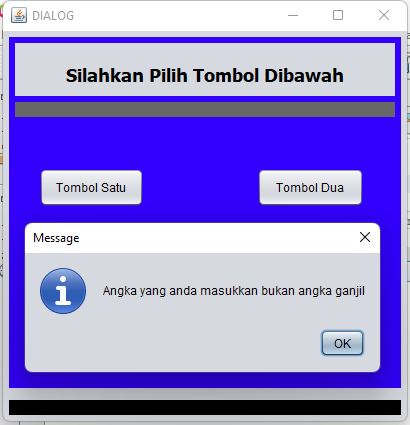 DIALOG
Silahkan Pilih Tombol Dibawah
Tombol Satu
Tombol Dua
Message
Angka yang anda masukkan bukan angka ganjil
OK